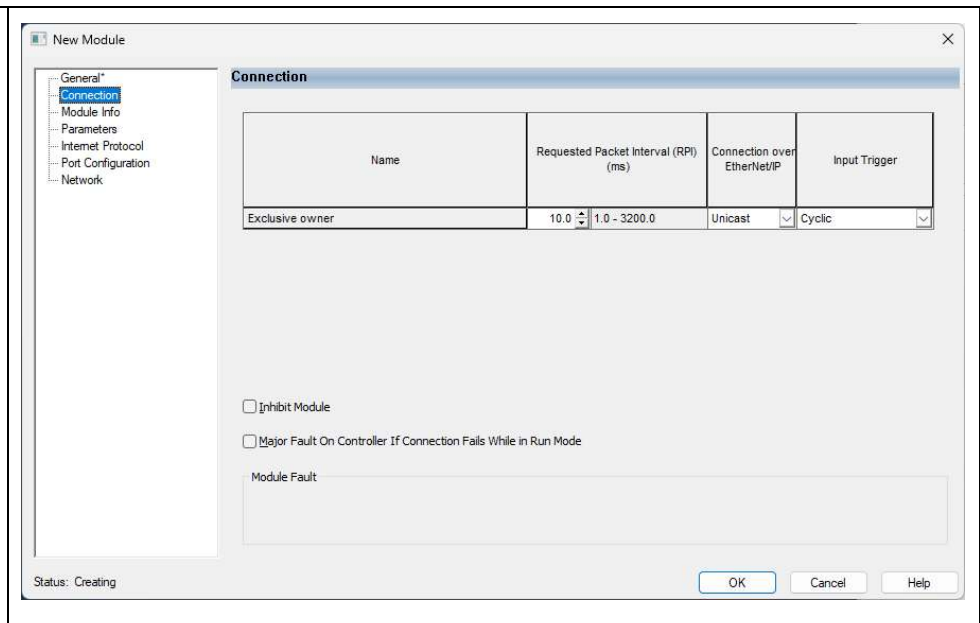 New Module
General*
Connection
Module Info
Parameters
Internet Protocol
Port Configuration
Network
Connection
Name
Requested Packet Interval (RPI)
(ms)
Connection over
EtherNet/IP
Input Trigger
Exclusive owner
10.0
1.0 - 3200.0
Unicast
Cyclic
Inhibit Module
Major Fault On Controller If Connection Fails While in Run Mode
Module Fault
Status: Creating
OK
Cancel
Help